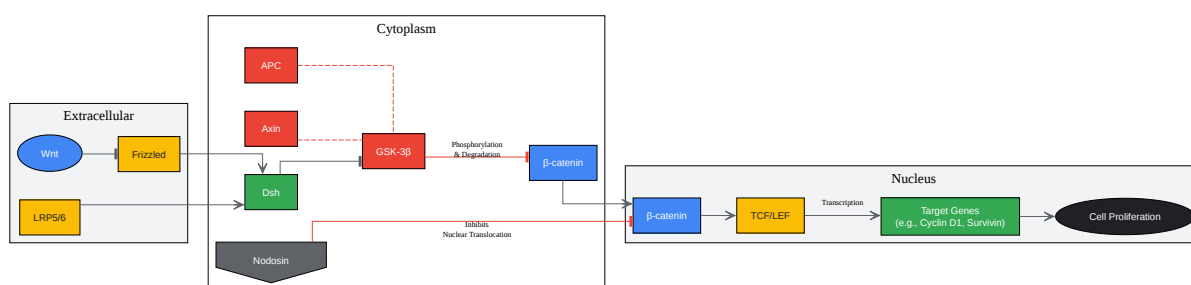 Extracellular
Wnt
Frizzled
LRP5/6
Cytoplasm
APC
Axin
GSK-3β
Dsh
Phosphorylation
& Degradation
β-catenin
Inhibits
Nuclear Translocation
Nodosin
Nucleus
β-catenin
TCF/LEF
Transcription
Target Genes
(e.g., Cyclin D1, Survivin)
Cell Proliferation